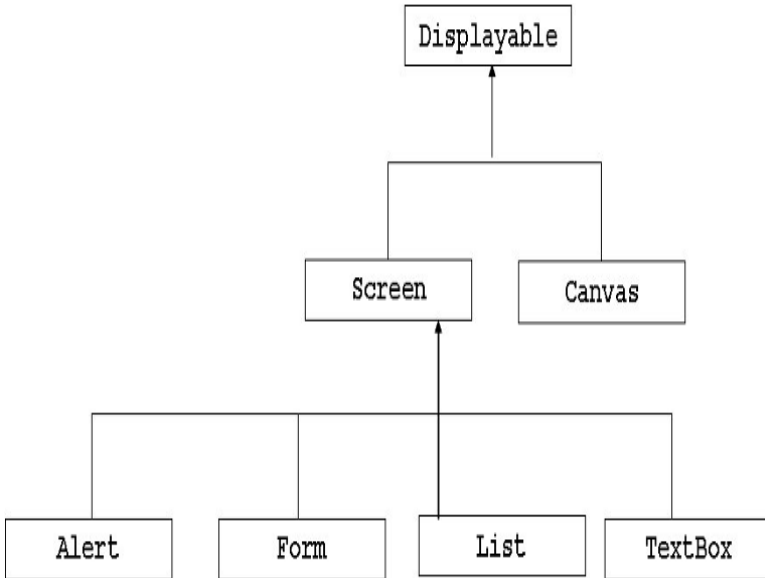 Displayable
Screen
Canvas
Alert
Form
List
TextBox